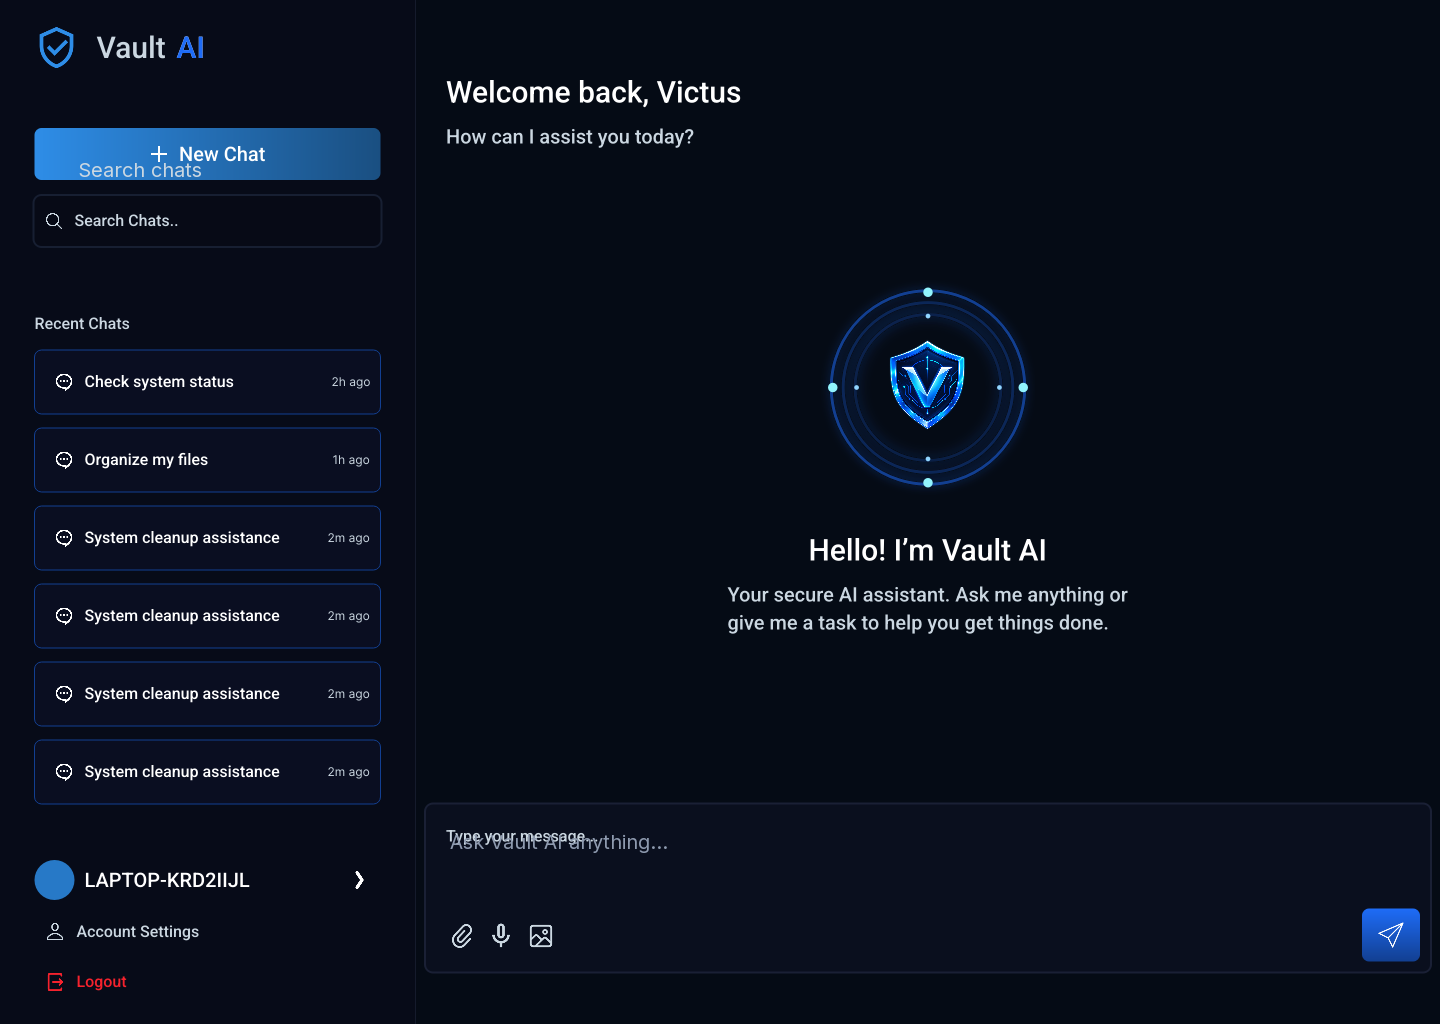 Vault AI
New Chat
Search chats
Search Chats..
Recent Chats
Check system status 2h ago
Organize my files 1h ago
System cleanup assistance 2m ago
System cleanup assistance 2m ago
System cleanup assistance 2m ago
System cleanup assistance 2m ago
LAPTOP-KRD2IIJL
Account Settings
Logout
Welcome back, Victus
How can I assist you today?
V
Hello! I’m Vault AI
Your secure AI assistant. Ask me anything or
give me a task to help you get things done.
Type your message...
Ask Vault AI anything...